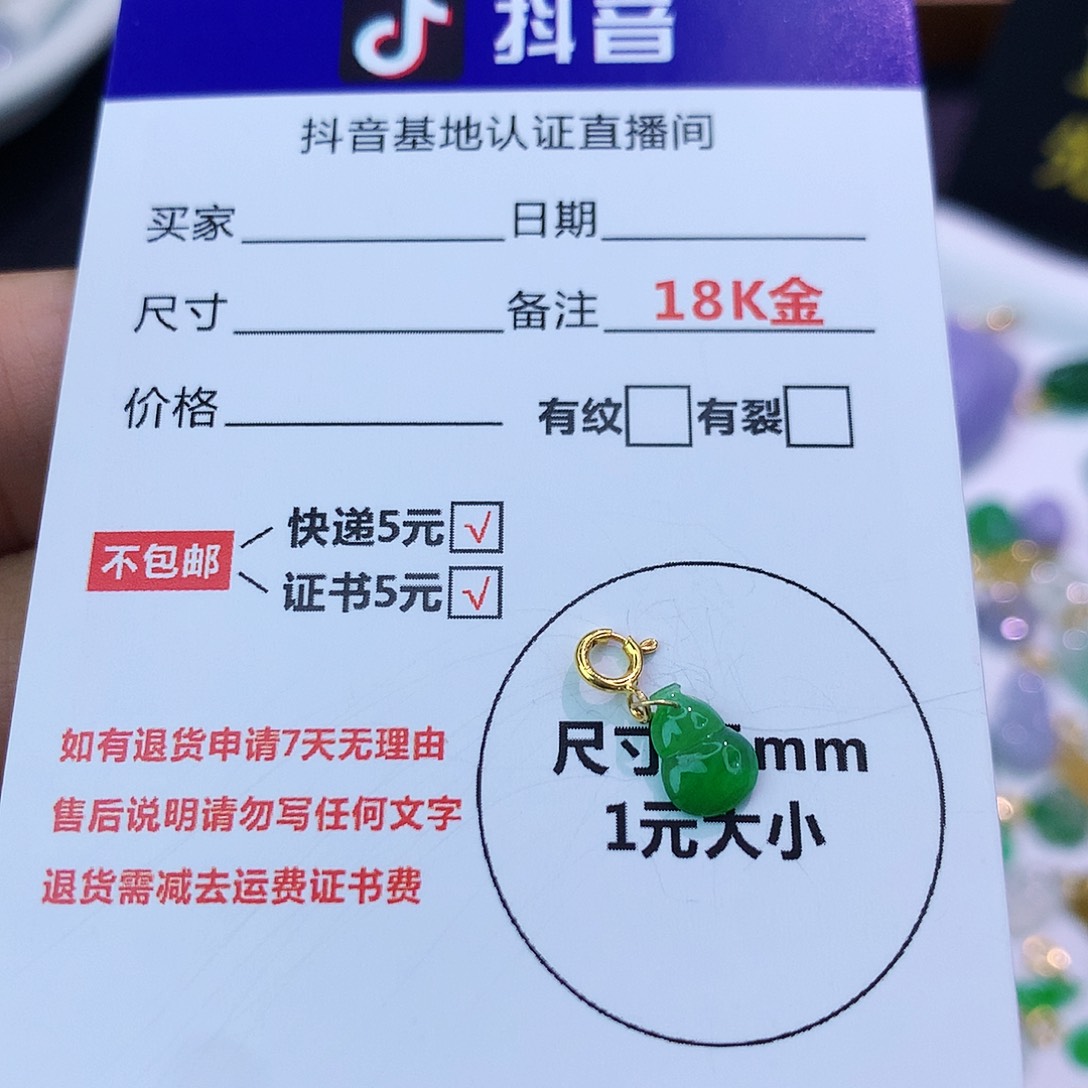 抖音
抖音基地认证直播间
买家 日期
尺寸 备注 18K金
价格 有纹 有裂
不包邮
快递5元 √
证书5元 √
如有退货申请7天无理由
售后说明请勿写任何文字
退货需减去运费证书费
尺寸 mm
1元大小